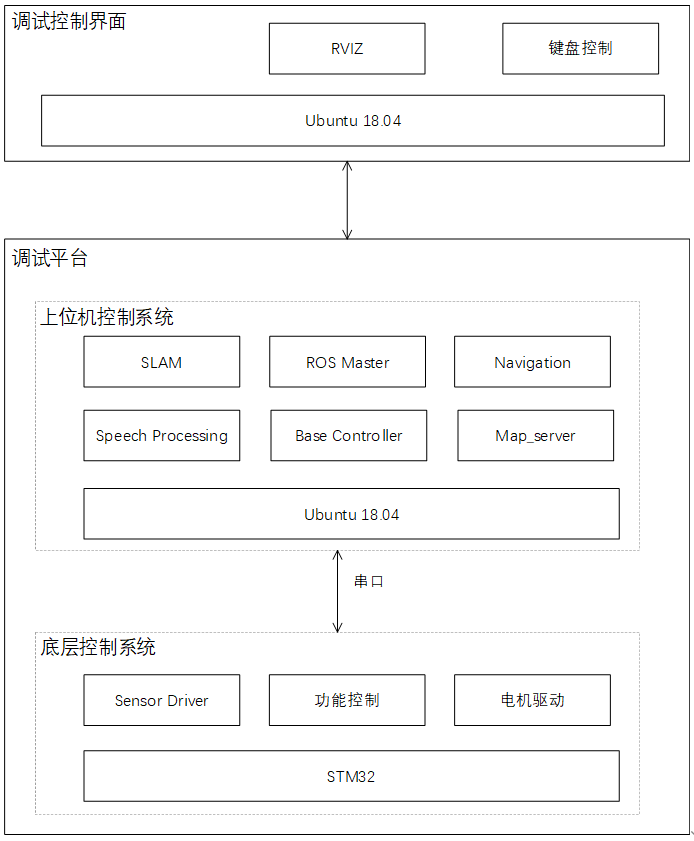 调试控制界面
RVIZ
键盘控制
Ubuntu 18.04
调试平台
上位机控制系统
SLAM
ROS Master
Navigation
Speech Processing
Base Controller
Map_server
Ubuntu 18.04
串口
底层控制系统
Sensor Driver
功能控制
电机驱动
STM32